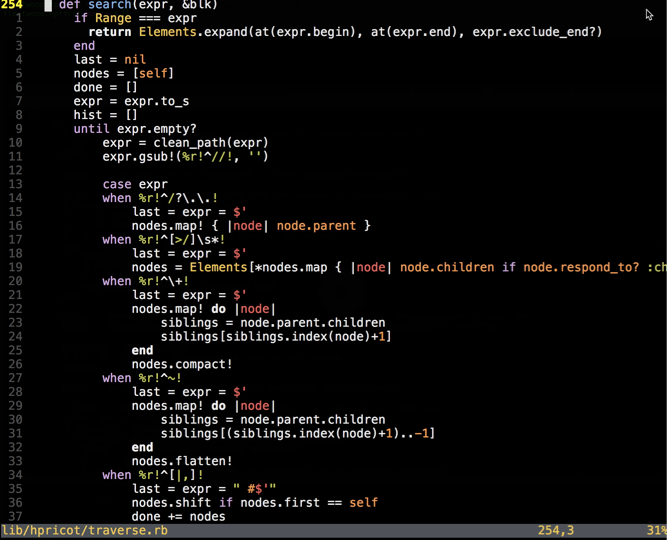 254 def search(expr, &blk)
1 if Range === expr
2 return Elements.expand(at(expr.begin), at(expr.end), expr.exclude_end?)
3 end
4 last = nil
5 nodes = [self]
6 done = []
7 expr = expr.to_s
8 hist = []
9 until expr.empty?
10 expr = clean_path(expr)
11 expr.gsub!(%r!^//!, '')
12
13 case expr
14 when %r!^/?\.\.!
15 last = expr = $'
16 nodes.map! { |node| node.parent }
17 when %r!^[>/]\s*!
18 last = expr = $'
19 nodes = Elements[*nodes.map { |node| node.children if node.respond_to? :ch
20 when %r!^\+!
21 last = expr = $'
22 nodes.map! do |node|
23 siblings = node.parent.children
24 siblings[siblings.index(node)+1]
25 end
26 nodes.compact!
27 when %r!^~!
28 last = expr = $'
29 nodes.map! do |node|
30 siblings = node.parent.children
31 siblings[(siblings.index(node)+1)..-1]
32 end
33 nodes.flatten!
34 when %r!^[|,]!
35 last = expr = " #$'"
36 nodes.shift if nodes.first == self
37 done += nodes
lib/hpricot/traverse.rb 254,3 31%